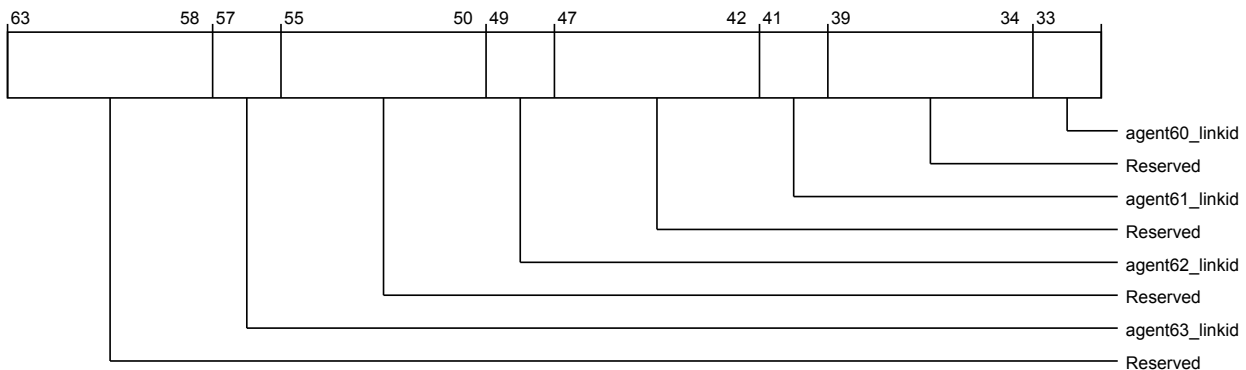 63 58 57 55 50 49 47 42 41 39 34 33
agent60_linkid
Reserved
agent61_linkid
Reserved
agent62_linkid
Reserved
agent63_linkid
Reserved